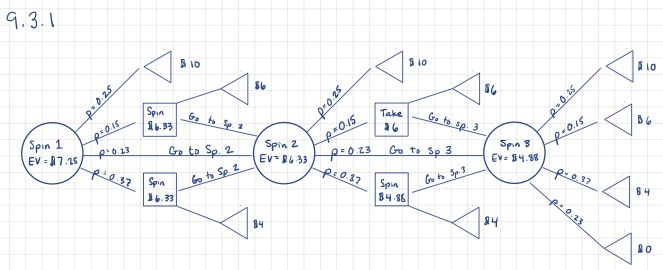 9.3.1
$10
p=0.25
p=0.15
p=0.23
p=0.37
Spin 1
EV = $7.25
$6
Spin
$6.33
Go to Sp. 2
Go to Sp. 2
Go to Sp. 2
Spin
$6.33
$4
Spin 2
EV = $6.33
$10
p=0.25
p=0.15
p=0.23
p=0.37
$6
Take
$6
Go to Sp. 3
Go to Sp 3
Go to Sp.3
Spin
$4.88
$4
Spin 3
EV = $4.88
p=0.25
p=0.15
p=0.37
p=0.23
$10
$6
$4
$0